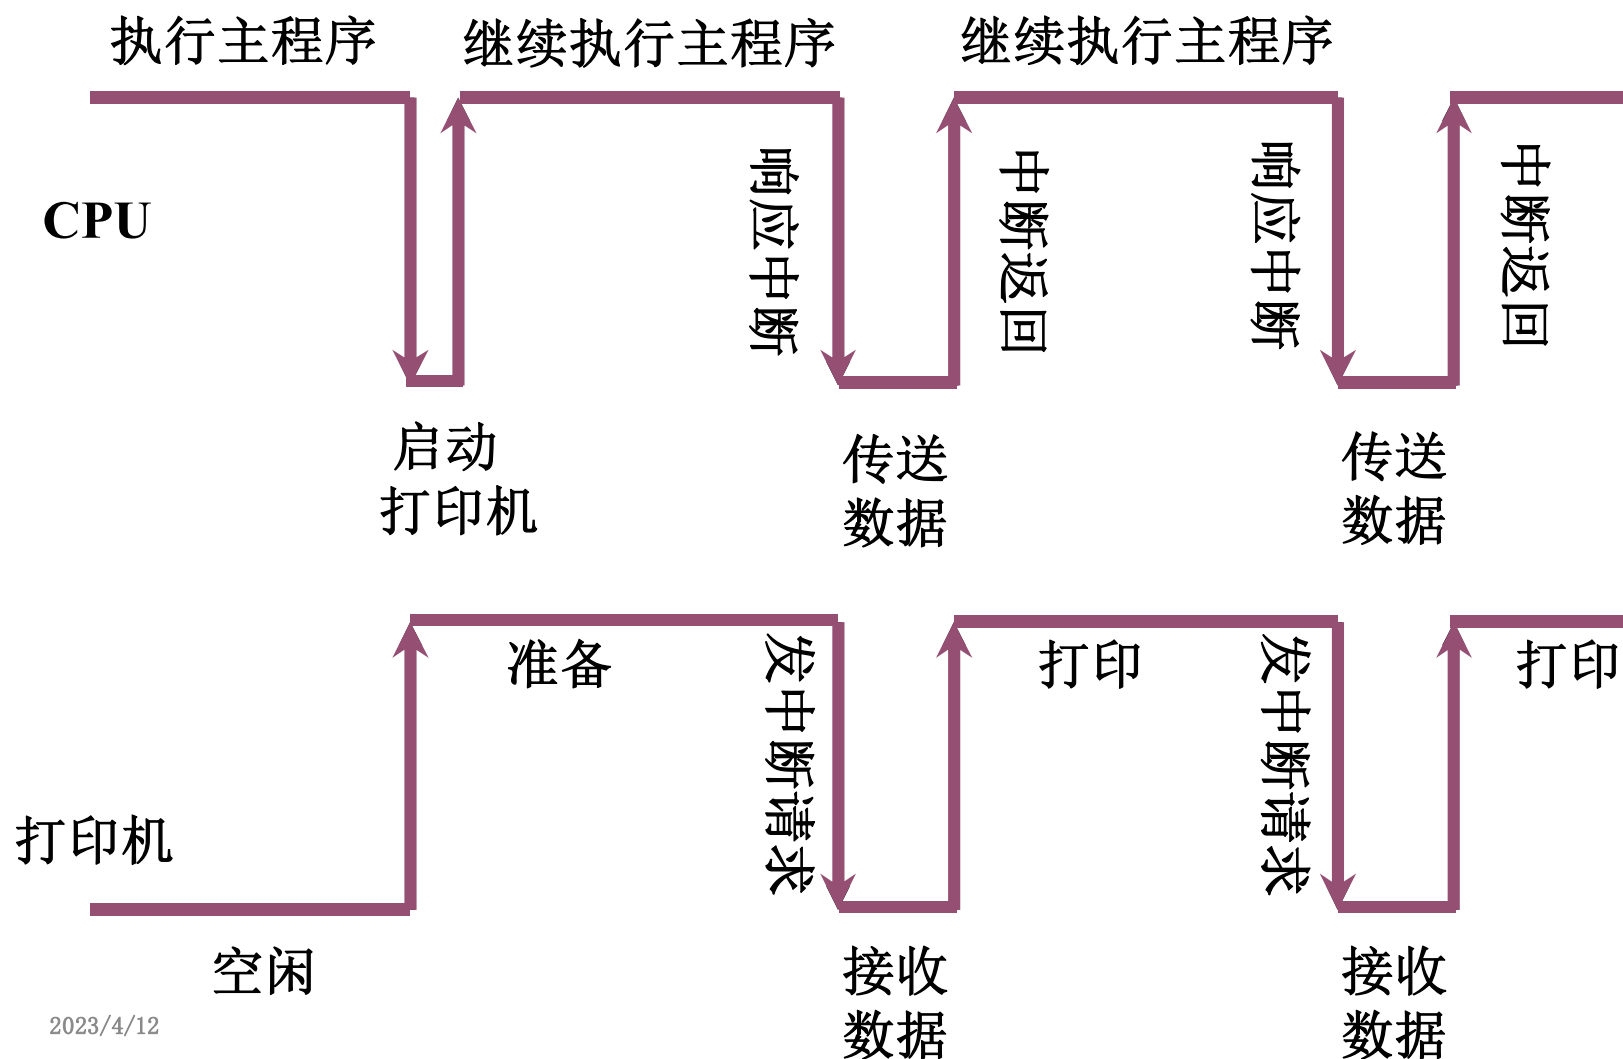 执行主程序
继续执行主程序
继续执行主程序
CPU
响应中断
中断返回
响应中断
中断返回
启动
打印机
传送
数据
传送
数据
准备
发中断请求
打印
发中断请求
打印
打印机
空闲
接收
数据
接收
数据
2023/4/12